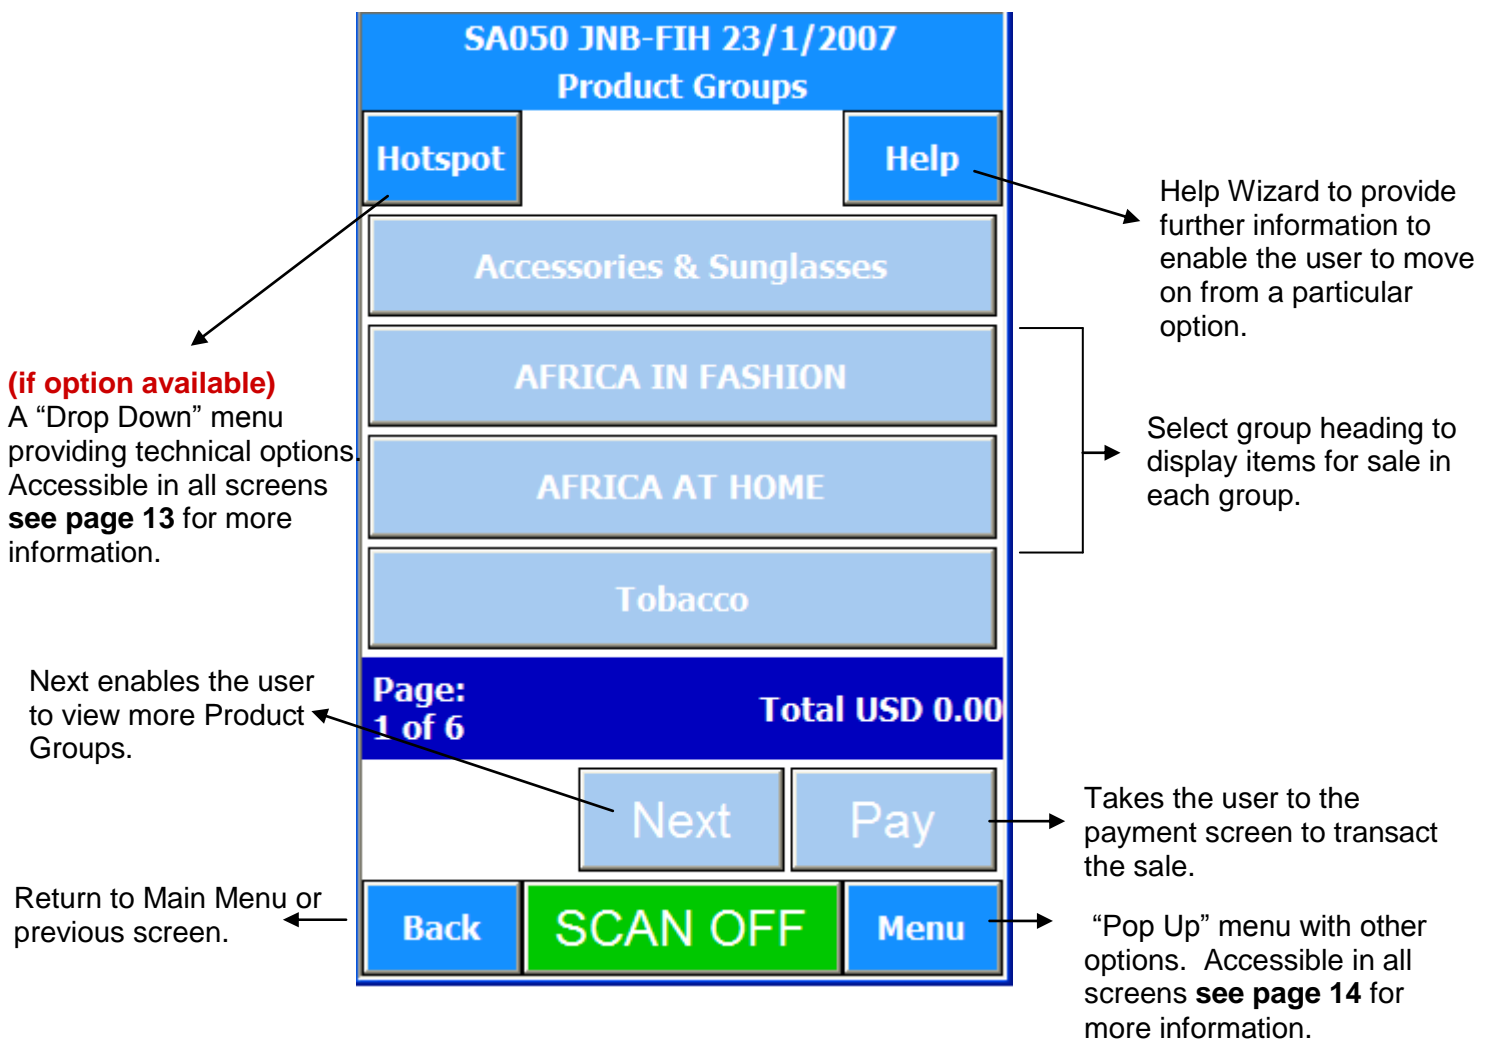 SA050 JNB-FIH 23/1/2007
Product Groups
Hotspot
Help
Accessories & Sunglasses
AFRICA IN FASHION
AFRICA AT HOME
Tobacco
Page:
1 of 6
Total USD 0.00
Next
Pay
Back
SCAN OFF
Menu
Help Wizard to provide
further information to
enable the user to move
on from a particular
option.
(if option available)
A “Drop Down” menu
providing technical options.
Accessible in all screens
see page 13 for more
information.
Select group heading to
display items for sale in
each group.
Next enables the user
to view more Product
Groups.
Takes the user to the
payment screen to transact
the sale.
Return to Main Menu or
previous screen.
“Pop Up” menu with other
options. Accessible in all
screens see page 14 for
more information.